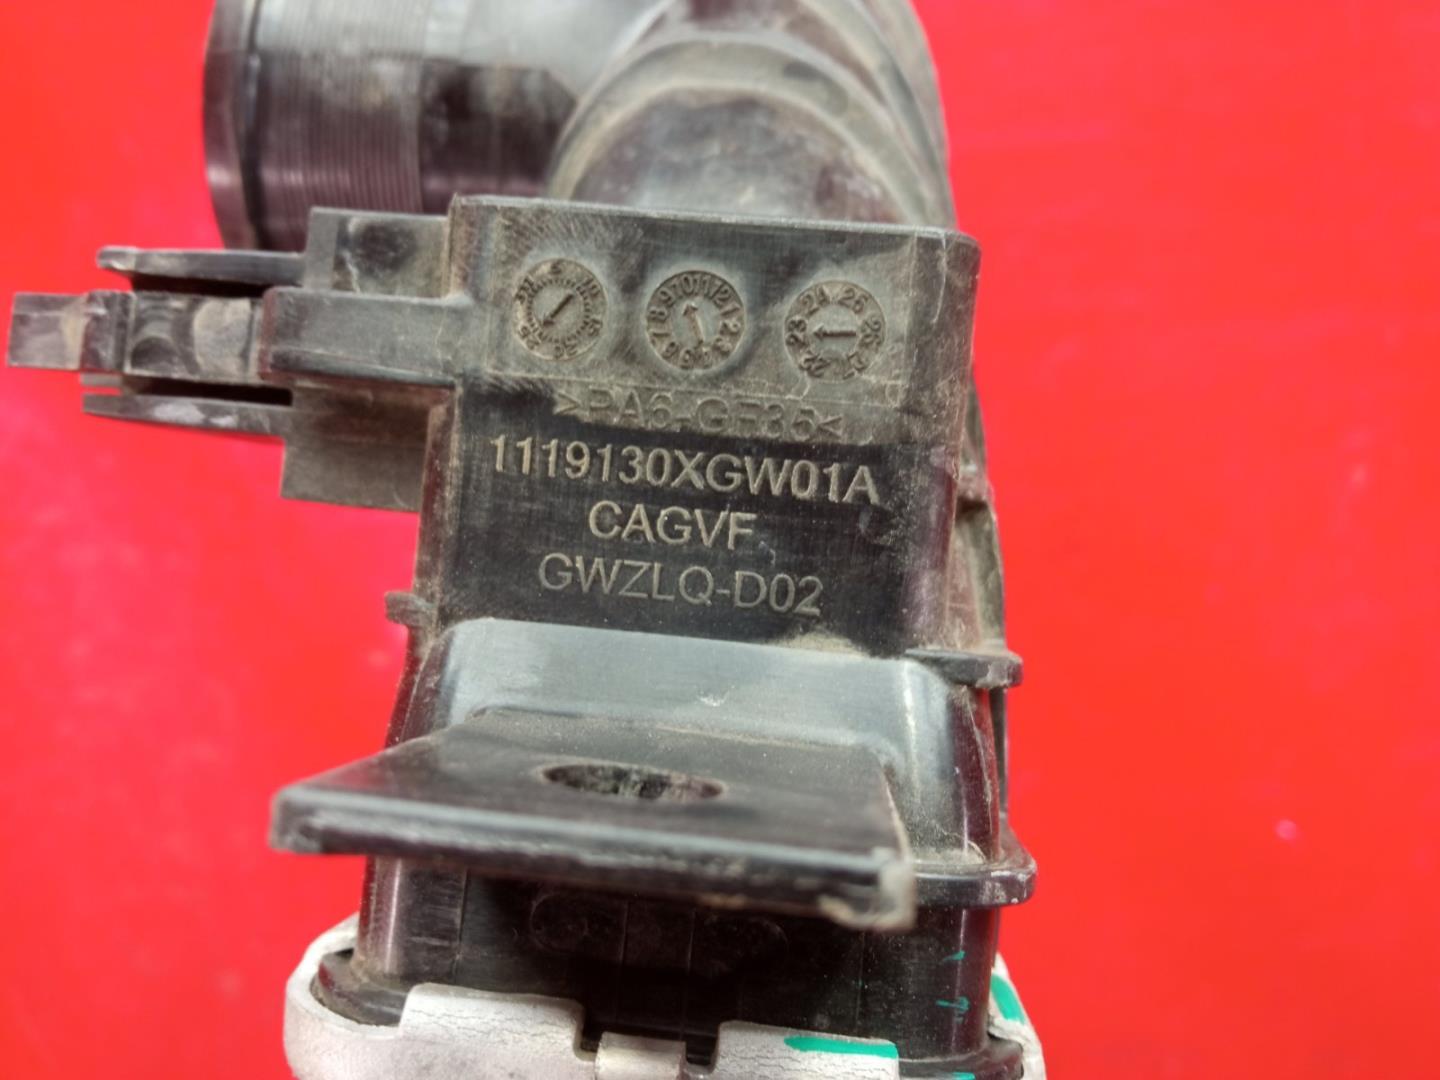 >PA6-GF35<
1119130XGW01A
CAGVF
GWZLQ-D02